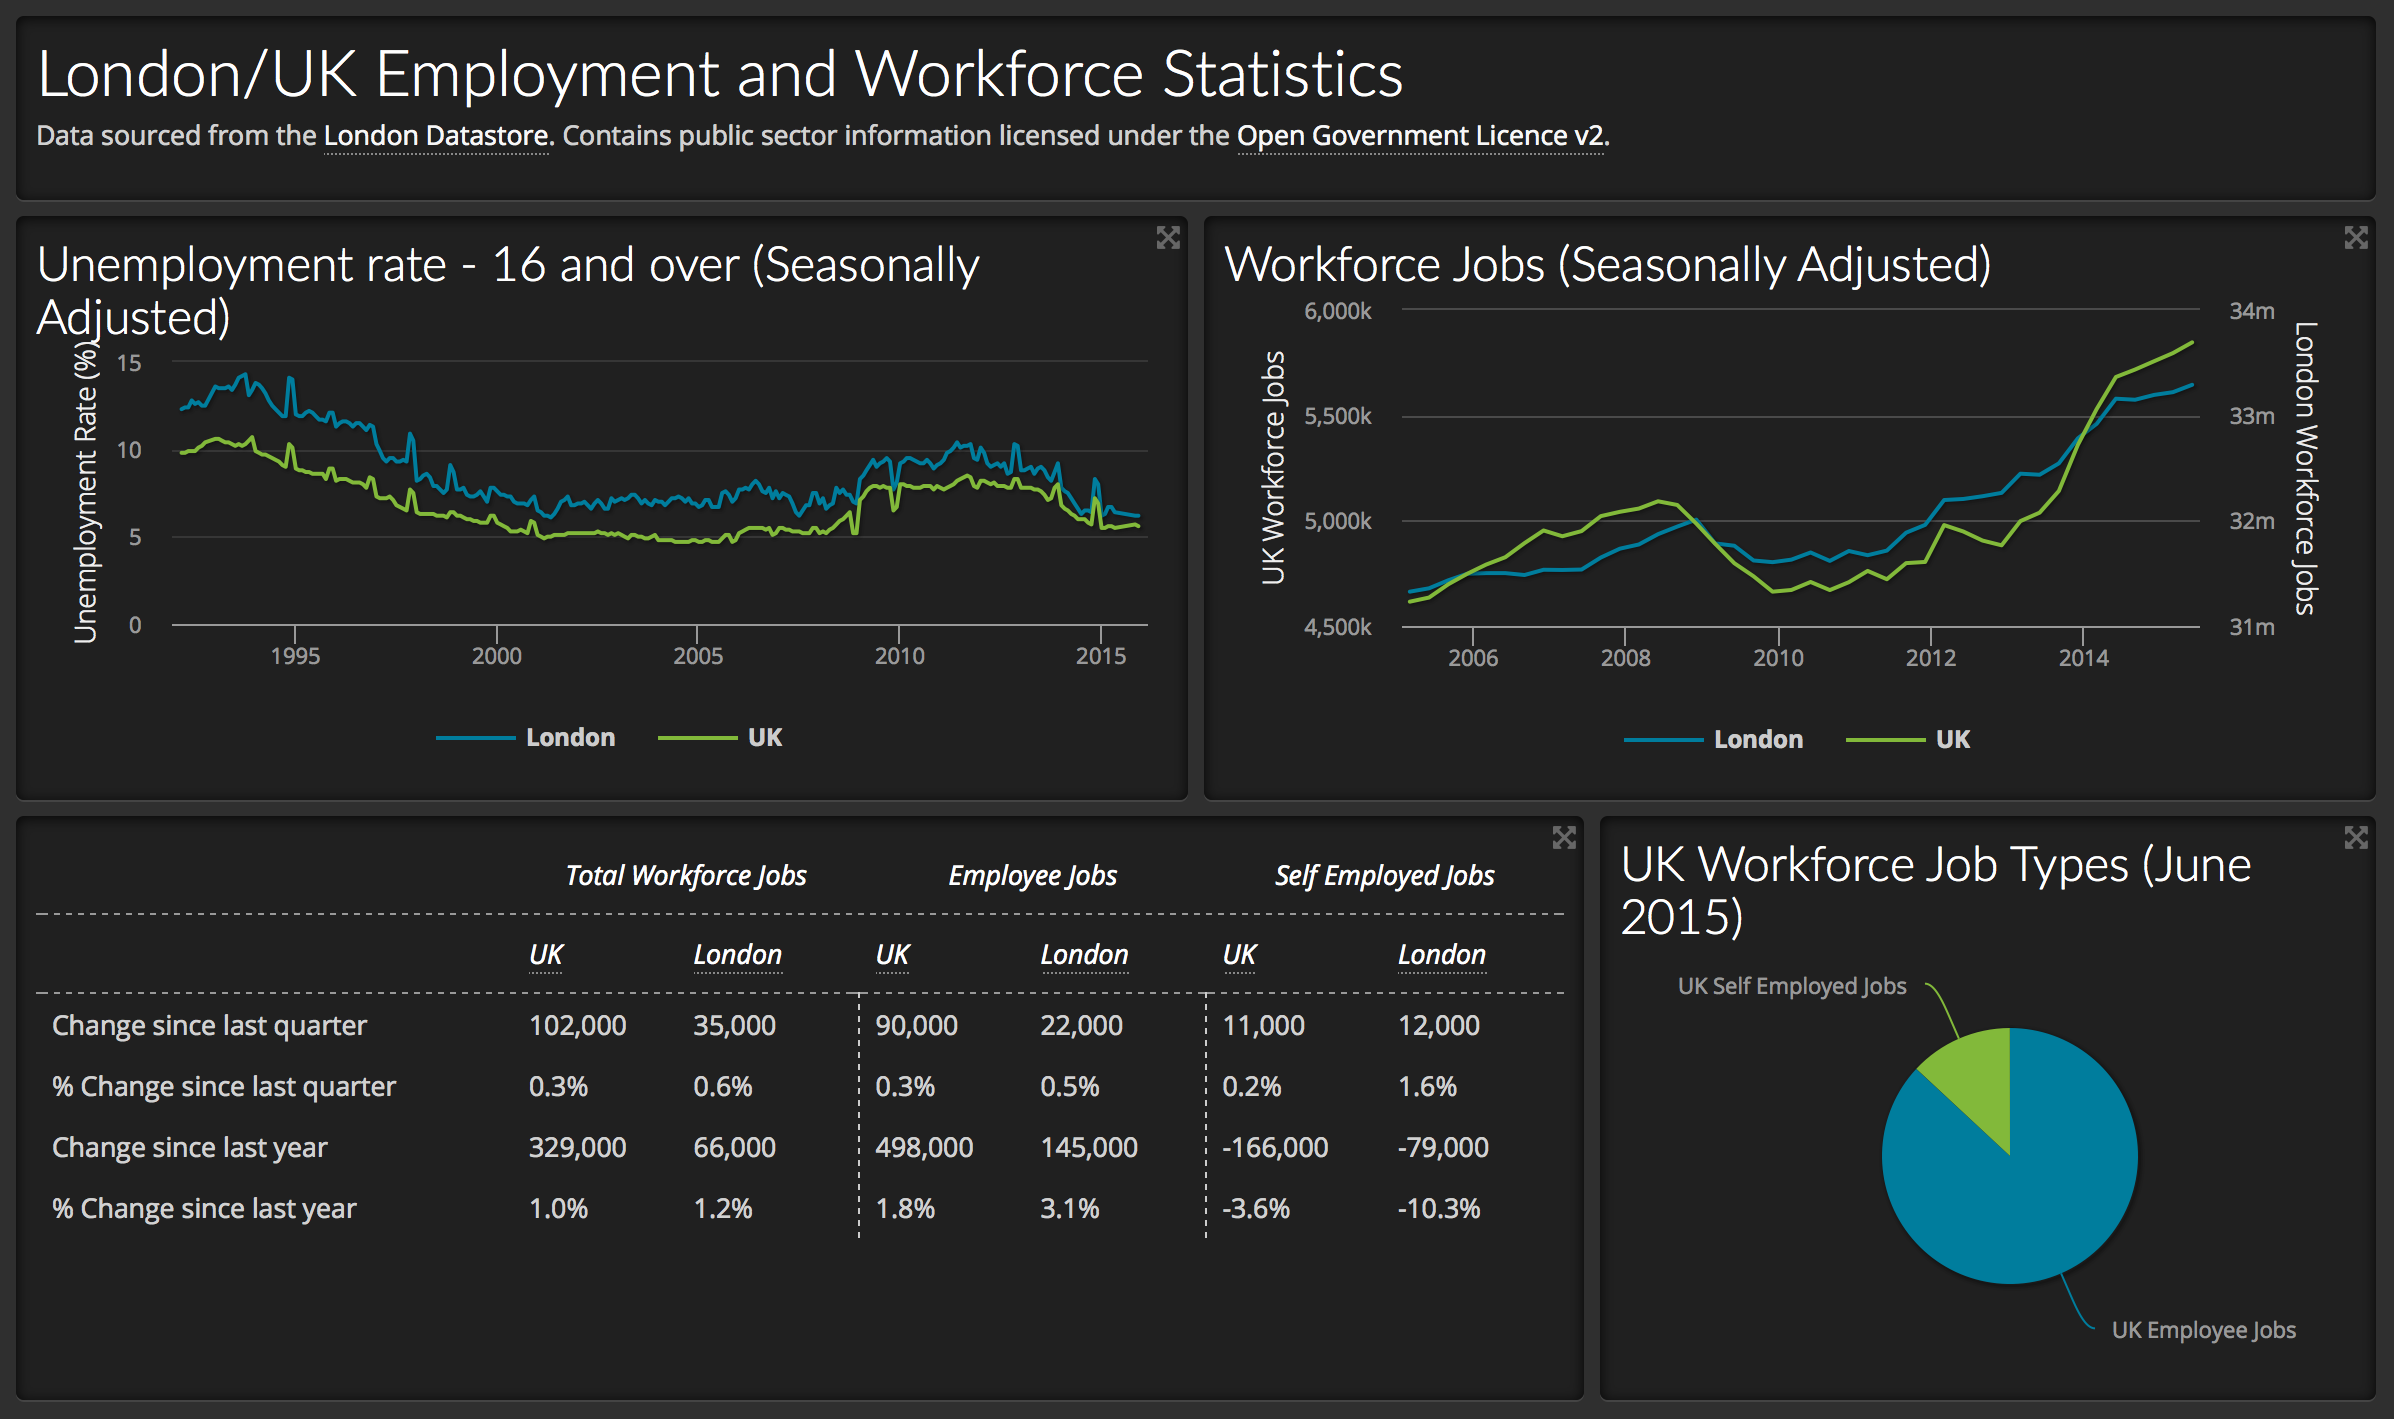 London/UK Employment and Workforce Statistics
Data sourced from the London Datastore. Contains public sector information licensed under the Open Government Licence v2.
Unemployment rate - 16 and over (Seasonally
Adjusted)
Unemployment Rate (%)
15
10
5
0
1995 2000 2005 2010 2015
London UK
Workforce Jobs (Seasonally Adjusted)
UK Workforce Jobs
6,000k
5,500k
5,000k
4,500k
34m
33m
32m
31m
London Workforce Jobs
2006 2008 2010 2012 2014
London UK
Total Workforce Jobs Employee Jobs Self Employed Jobs
UK London UK London UK London
Change since last quarter 102,000 35,000 90,000 22,000 11,000 12,000
% Change since last quarter 0.3% 0.6% 0.3% 0.5% 0.2% 1.6%
Change since last year 329,000 66,000 498,000 145,000 -166,000 -79,000
% Change since last year 1.0% 1.2% 1.8% 3.1% -3.6% -10.3%
UK Workforce Job Types (June
2015)
UK Self Employed Jobs
UK Employee Jobs